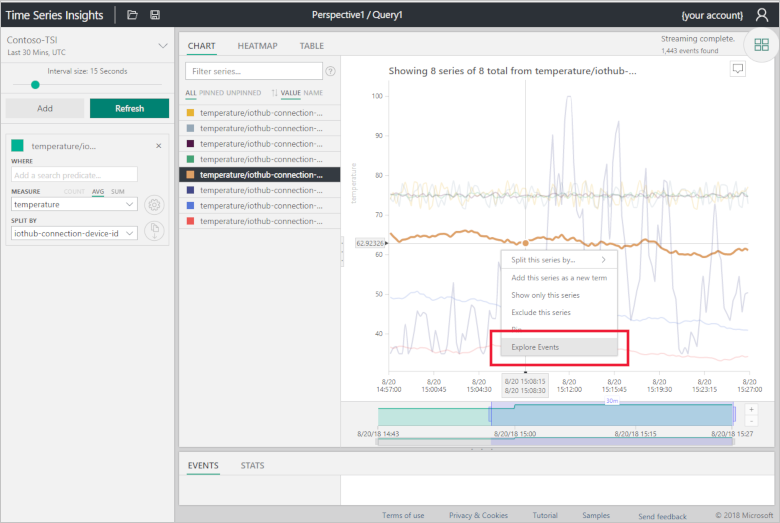 Time Series Insights
Perspective1 / Query1
{your account}
Contoso-TSI
Last 30 Mins, UTC
Interval size: 15 Seconds
Add
Refresh
temperature/io...
×
WHERE
Add a search predicate...
MEASURE
COUNT
AVG
SUM
temperature
SPLIT BY
iothub-connection-device-id
CHART
HEATMAP
TABLE
Streaming complete.
1,443 events found
Filter series...
?
ALL PINNED UNPINNED
VALUE NAME
temperature/iothub-connection-...
temperature/iothub-connection-...
temperature/iothub-connection-...
temperature/iothub-connection-...
temperature/iothub-connection-...
temperature/iothub-connection-...
temperature/iothub-connection-...
temperature/iothub-connection-...
Showing 8 series of 8 total from temperature/iothub-...
temperature
100
90
80
70
62.92326
60
50
40
Split this series by...
Add this series as a new term
Show only this series
Exclude this series
Explore Events
8/20 14:57:00
8/20 15:00:45
8/20 15:04:30
8/20 15:08:15
8/20 15:08:30
8/20 15:12:00
8/20 15:15:45
8/20 15:19:30
8/20 15:23:15
8/20 15:27:00
30m
+
-
8/20/18 14:43
8/20/18 15:00
8/20/18 15:15
8/20/18 15:27
EVENTS
STATS
Terms of use
Privacy & Cookies
Tutorial
Samples
Send feedback
© 2018 Microsoft